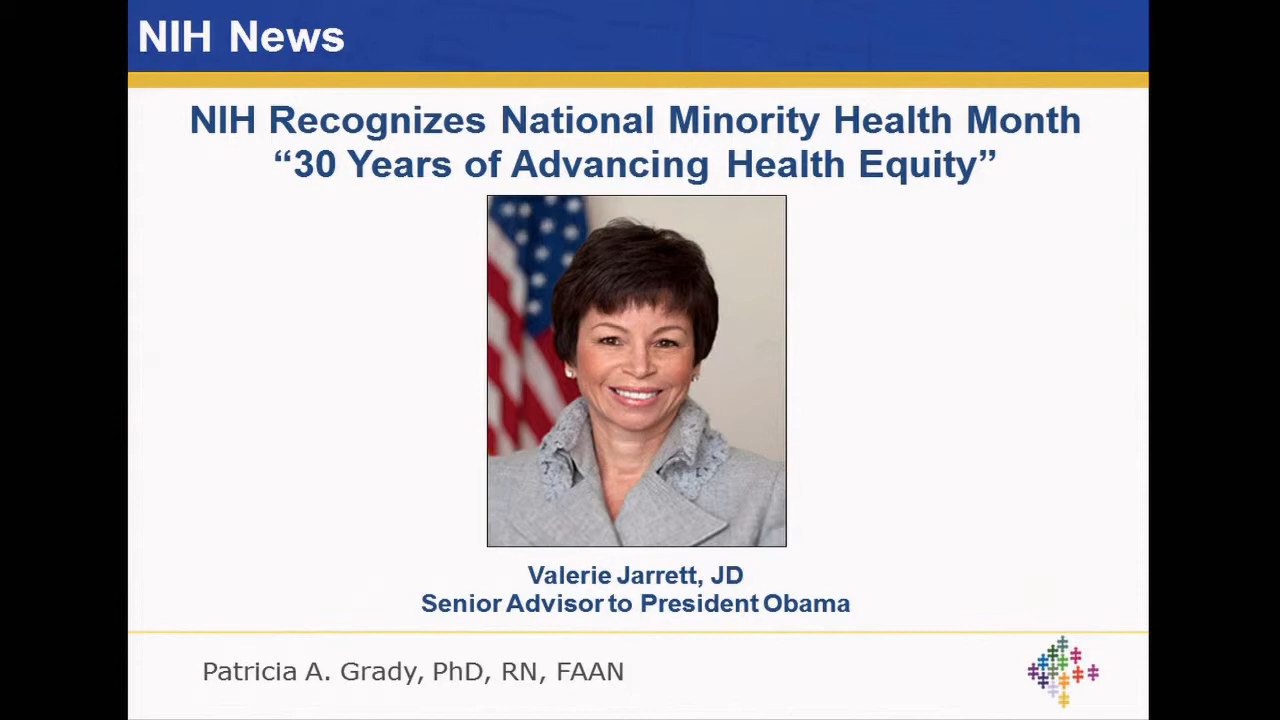 NIH News
NIH Recognizes National Minority Health Month
“30 Years of Advancing Health Equity”
Valerie Jarrett, JD
Senior Advisor to President Obama
Patricia A. Grady, PhD, RN, FAAN